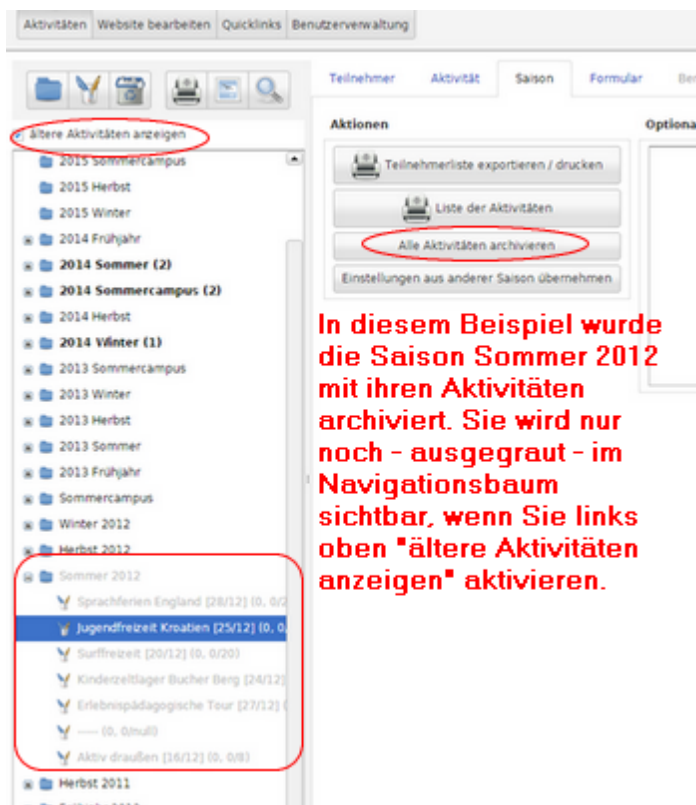 Aktivitäten Website bearbeiten Quicklinks Benutzerverwaltung
Teilnehmer Aktivität Saison Formular
ältere Aktivitäten anzeigen
Aktionen
Teilnehmerliste exportieren / drucken
Liste der Aktivitäten
Alle Aktivitäten archivieren
Einstellungen aus anderer Saison übernehmen
2015 Sommercampus
2015 Herbst
2015 Winter
2014 Frühjahr
2014 Sommer (2)
2014 Sommercampus (2)
2014 Herbst
2014 Winter (1)
2013 Sommercampus
2013 Winter
2013 Herbst
2013 Sommer
2013 Frühjahr
Sommercampus
Winter 2012
Herbst 2012
Sommer 2012
Sprachferien England [28/12] (0, 0/2
Jugendfreizeit Kroatien [25/12] (0, 0,
Surffreizeit [20/12] (0, 0/20)
Kinderzeltlager Bucher Berg [24/12]
Erlebnispädagogische Tour [27/12] (
---- (0, 0/null)
Aktiv draußen [16/12] (0, 0/8)
Herbst 2011
In diesem Beispiel wurde
die Saison Sommer 2012
mit ihren Aktivitäten
archiviert. Sie wird nur
noch - ausgegraut - im
Navigationsbaum
sichtbar, wenn Sie links
oben "ältere Aktivitäten
anzeigen" aktivieren.